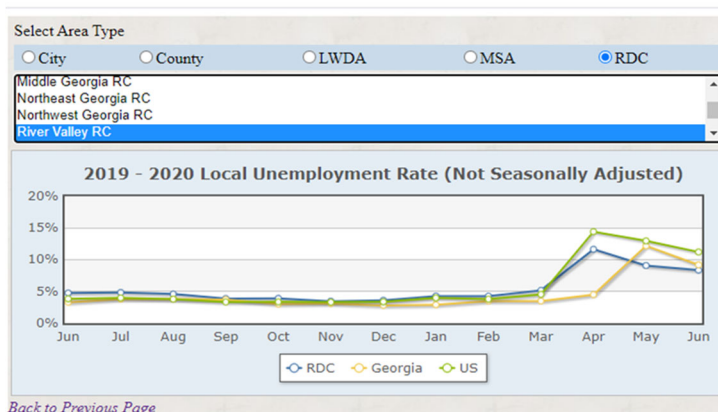 Select Area Type
City County LWDA MSA RDC
Middle Georgia RC
Northeast Georgia RC
Northwest Georgia RC
River Valley RC
2019 - 2020 Local Unemployment Rate (Not Seasonally Adjusted)
20%
15%
10%
5%
0%
Jun Jul Aug Sep Oct Nov Dec Jan Feb Mar Apr May Jun
RDC Georgia US
Back to Previous Page